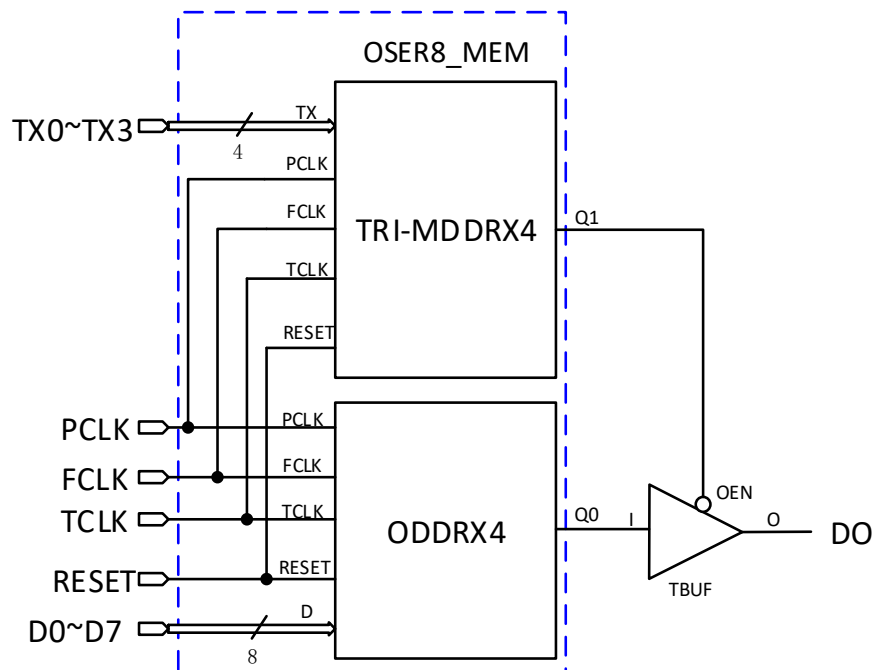 OSER8_MEM
TX0~TX3
4
TX
PCLK
FCLK
TCLK
RESET
TRI-MDDRX4
Q1
PCLK
FCLK
TCLK
RESET
D0~D7
8
PCLK
FCLK
TCLK
RESET
D
ODDRX4
Q0
I
OEN
O
DO
TBUF